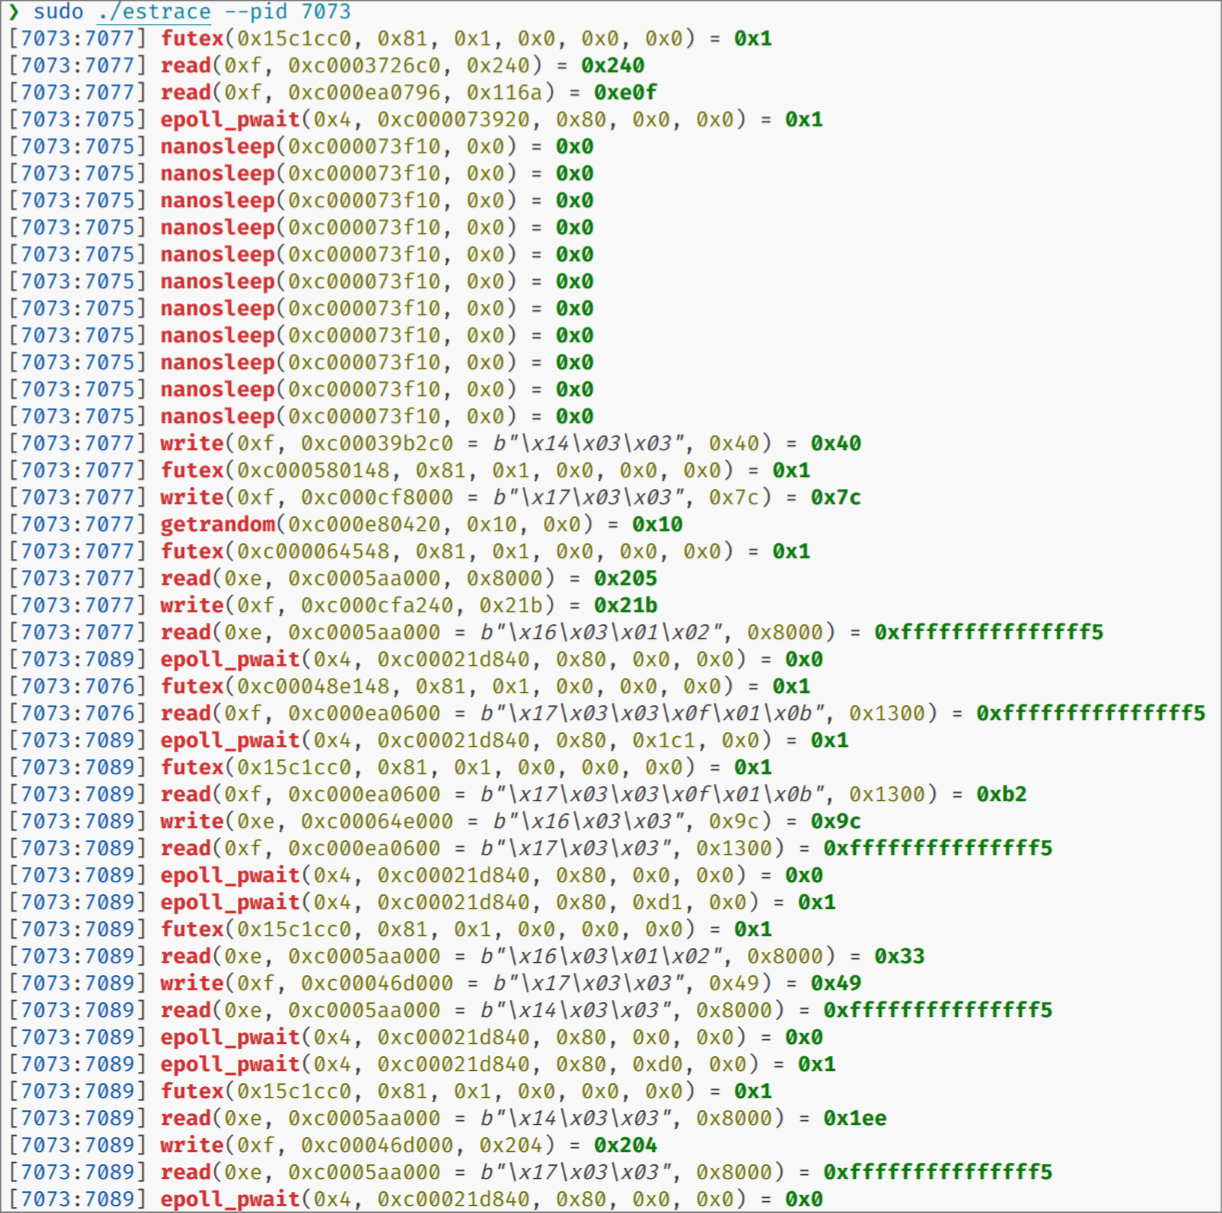 ❯ sudo ./estrace --pid 7073
[7073:7077] futex(0x15c1cc0, 0x81, 0x1, 0x0, 0x0, 0x0) = 0x1
[7073:7077] read(0xf, 0xc0003726c0, 0x240) = 0x240
[7073:7077] read(0xf, 0xc000ea0796, 0x116a) = 0xe0f
[7073:7075] epoll_pwait(0x4, 0xc000073920, 0x80, 0x0, 0x0) = 0x1
[7073:7075] nanosleep(0xc000073f10, 0x0) = 0x0
[7073:7075] nanosleep(0xc000073f10, 0x0) = 0x0
[7073:7075] nanosleep(0xc000073f10, 0x0) = 0x0
[7073:7075] nanosleep(0xc000073f10, 0x0) = 0x0
[7073:7075] nanosleep(0xc000073f10, 0x0) = 0x0
[7073:7075] nanosleep(0xc000073f10, 0x0) = 0x0
[7073:7075] nanosleep(0xc000073f10, 0x0) = 0x0
[7073:7075] nanosleep(0xc000073f10, 0x0) = 0x0
[7073:7075] nanosleep(0xc000073f10, 0x0) = 0x0
[7073:7075] nanosleep(0xc000073f10, 0x0) = 0x0
[7073:7075] nanosleep(0xc000073f10, 0x0) = 0x0
[7073:7077] write(0xf, 0xc00039b2c0 = b"\x14\x03\x03", 0x40) = 0x40
[7073:7077] futex(0xc000580148, 0x81, 0x1, 0x0, 0x0, 0x0) = 0x1
[7073:7077] write(0xf, 0xc000cf8000 = b"\x17\x03\x03", 0x7c) = 0x7c
[7073:7077] getrandom(0xc000e80420, 0x10, 0x0) = 0x10
[7073:7077] futex(0xc000064548, 0x81, 0x1, 0x0, 0x0, 0x0) = 0x1
[7073:7077] read(0xe, 0xc0005aa000, 0x8000) = 0x205
[7073:7077] write(0xf, 0xc000cfa240, 0x21b) = 0x21b
[7073:7077] read(0xe, 0xc0005aa000 = b"\x16\x03\x01\x02", 0x8000) = 0xfffffffffffffff5
[7073:7089] epoll_pwait(0x4, 0xc00021d840, 0x80, 0x0, 0x0) = 0x0
[7073:7076] futex(0xc00048e148, 0x81, 0x1, 0x0, 0x0, 0x0) = 0x1
[7073:7076] read(0xf, 0xc000ea0600 = b"\x17\x03\x03\x0f\x01\x0b", 0x1300) = 0xfffffffffffffff5
[7073:7089] epoll_pwait(0x4, 0xc00021d840, 0x80, 0x1c1, 0x0) = 0x1
[7073:7089] futex(0x15c1cc0, 0x81, 0x1, 0x0, 0x0, 0x0) = 0x1
[7073:7089] read(0xf, 0xc000ea0600 = b"\x17\x03\x03\x0f\x01\x0b", 0x1300) = 0xb2
[7073:7089] write(0xe, 0xc00064e000 = b"\x16\x03\x03", 0x9c) = 0x9c
[7073:7089] read(0xf, 0xc000ea0600 = b"\x17\x03\x03", 0x1300) = 0xfffffffffffffff5
[7073:7089] epoll_pwait(0x4, 0xc00021d840, 0x80, 0x0, 0x0) = 0x0
[7073:7089] epoll_pwait(0x4, 0xc00021d840, 0x80, 0xd1, 0x0) = 0x1
[7073:7089] futex(0x15c1cc0, 0x81, 0x1, 0x0, 0x0, 0x0) = 0x1
[7073:7089] read(0xe, 0xc0005aa000 = b"\x16\x03\x01\x02", 0x8000) = 0x33
[7073:7089] write(0xf, 0xc00046d000 = b"\x17\x03\x03", 0x49) = 0x49
[7073:7089] read(0xe, 0xc0005aa000 = b"\x14\x03\x03", 0x8000) = 0xfffffffffffffff5
[7073:7089] epoll_pwait(0x4, 0xc00021d840, 0x80, 0x0, 0x0) = 0x0
[7073:7089] epoll_pwait(0x4, 0xc00021d840, 0x80, 0xd0, 0x0) = 0x1
[7073:7089] futex(0x15c1cc0, 0x81, 0x1, 0x0, 0x0, 0x0) = 0x1
[7073:7089] read(0xe, 0xc0005aa000 = b"\x14\x03\x03", 0x8000) = 0x1ee
[7073:7089] write(0xf, 0xc00046d000, 0x204) = 0x204
[7073:7089] read(0xe, 0xc0005aa000 = b"\x17\x03\x03", 0x8000) = 0xfffffffffffffff5
[7073:7089] epoll_pwait(0x4, 0xc00021d840, 0x80, 0x0, 0x0) = 0x0